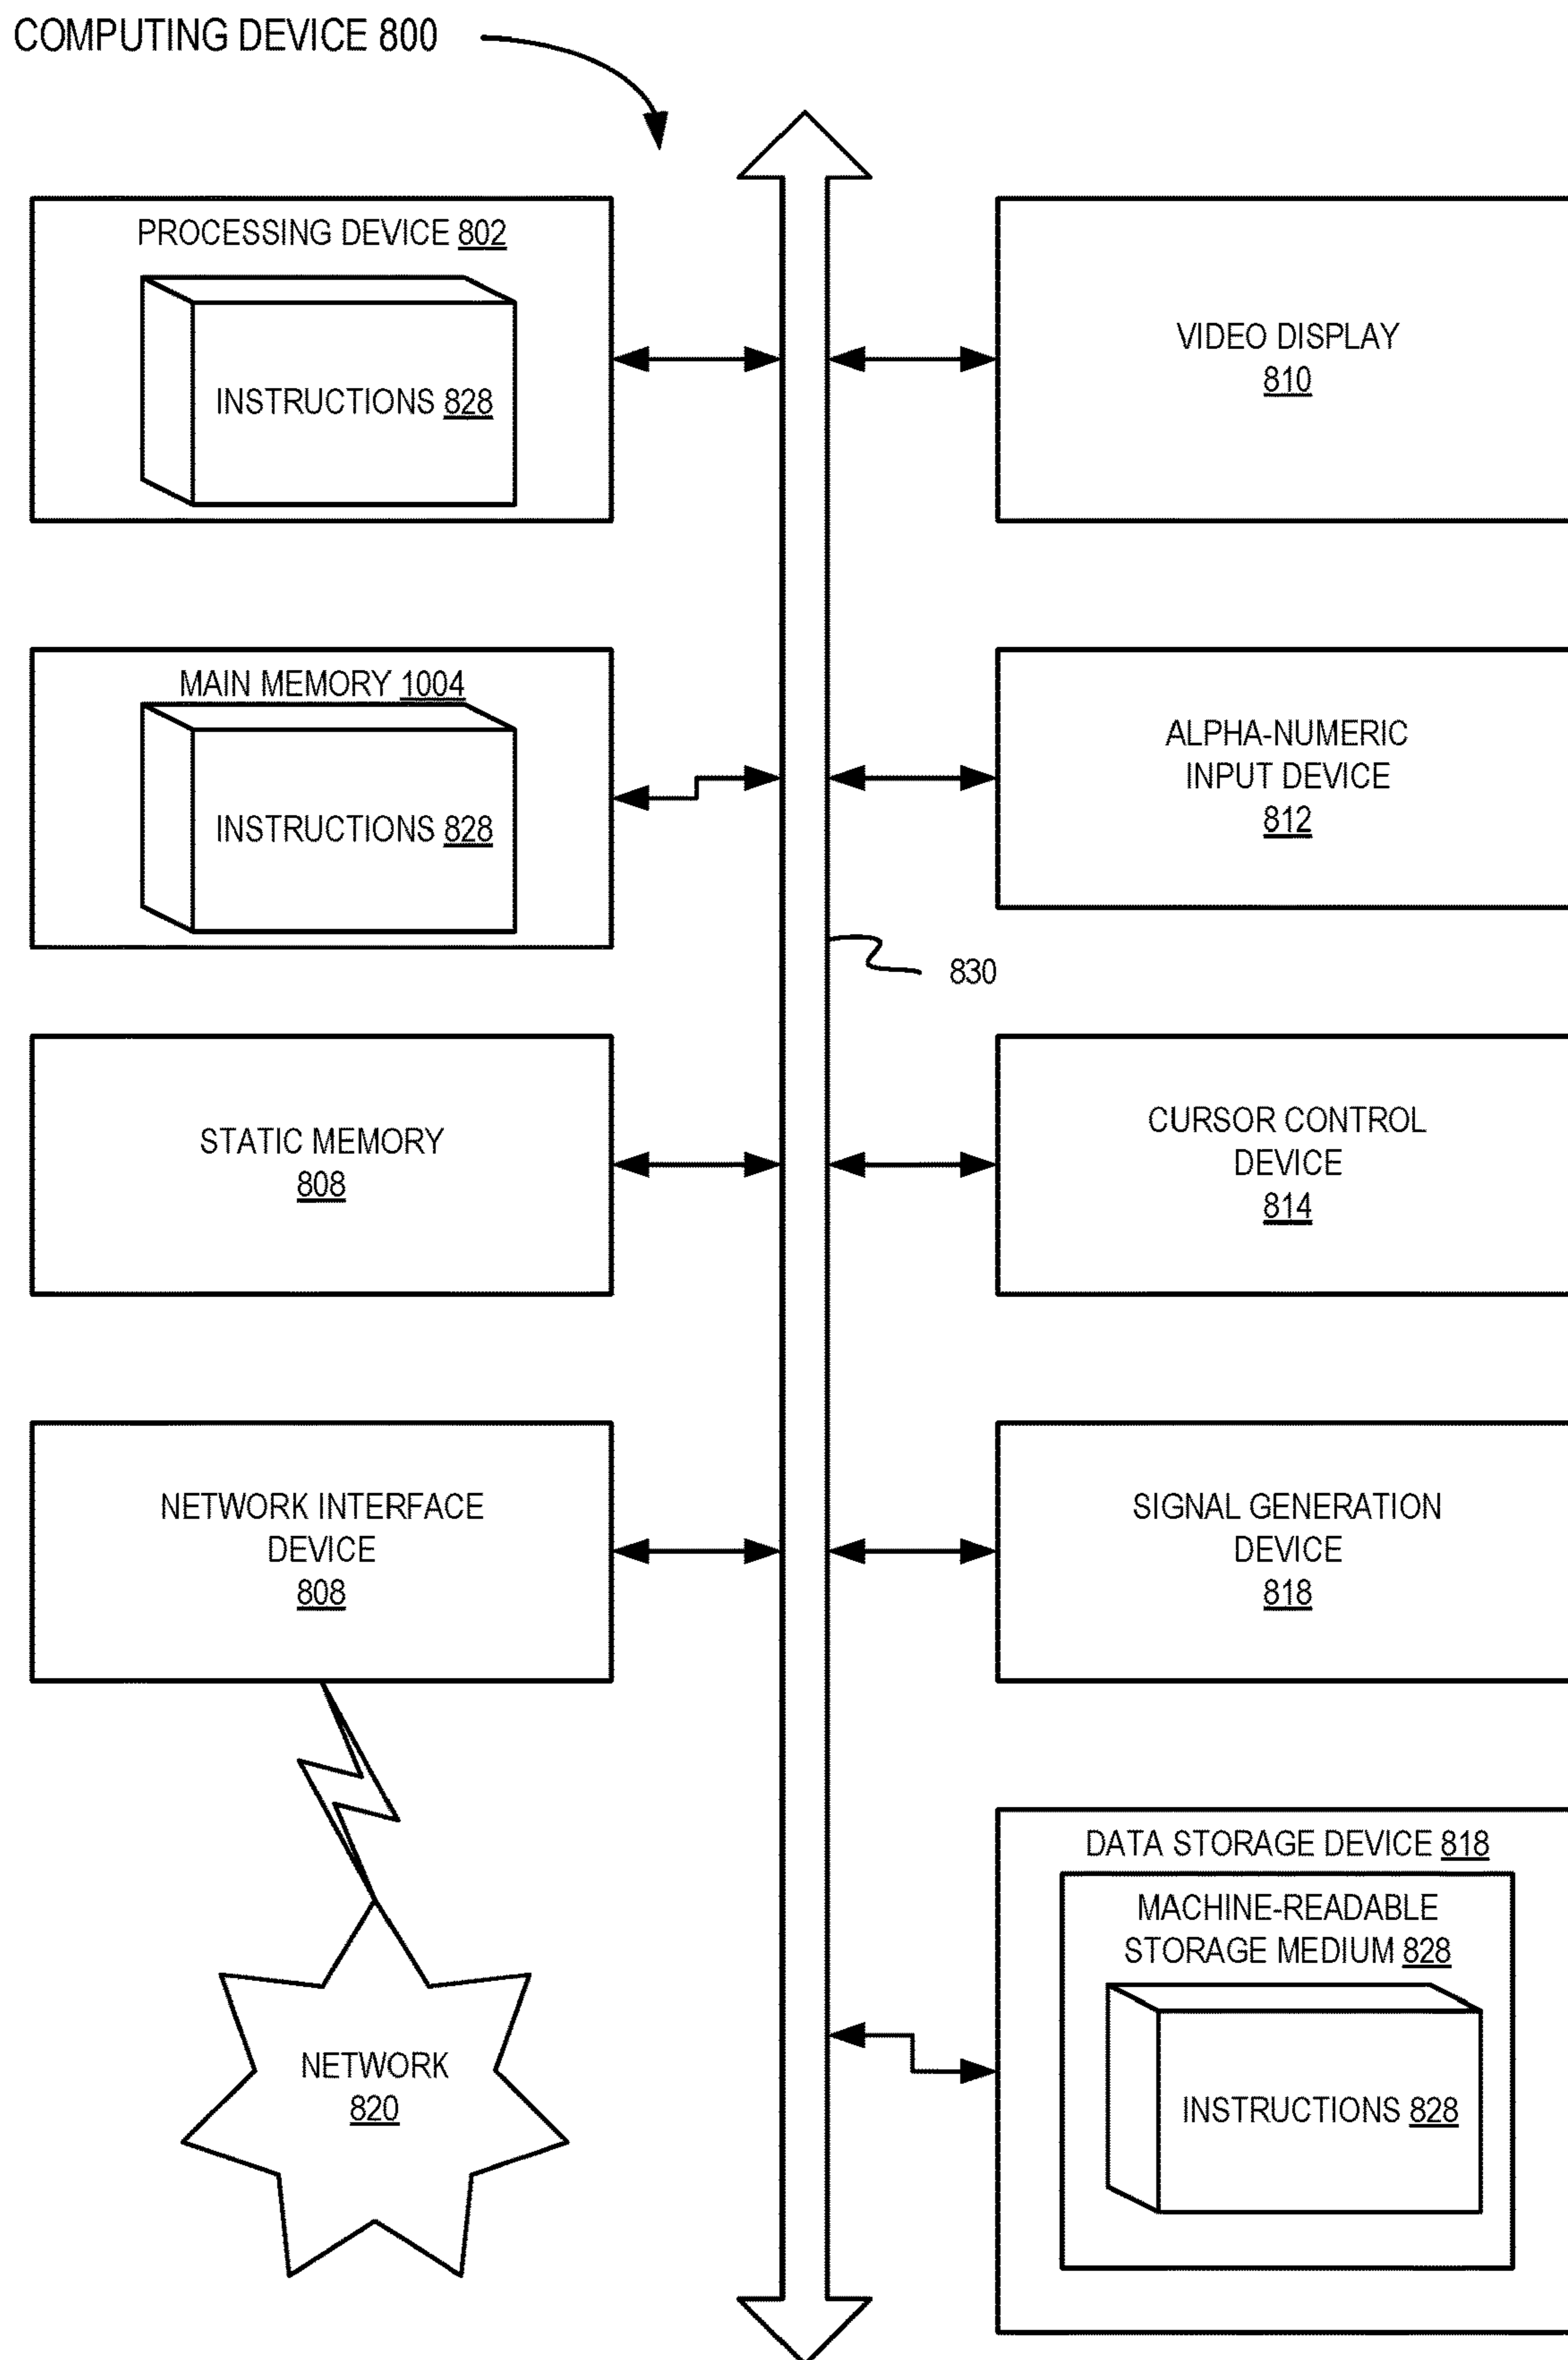 COMPUTING DEVICE 800
PROCESSING DEVICE 802
INSTRUCTIONS 828
VIDEO DISPLAY
810
MAIN MEMORY 1004
INSTRUCTIONS 828
ALPHA-NUMERIC
INPUT DEVICE
812
830
STATIC MEMORY
808
CURSOR CONTROL
DEVICE
814
NETWORK INTERFACE
DEVICE
808
SIGNAL GENERATION
DEVICE
818
DATA STORAGE DEVICE 818
MACHINE-READABLE
STORAGE MEDIUM 828
INSTRUCTIONS 828
NETWORK
820